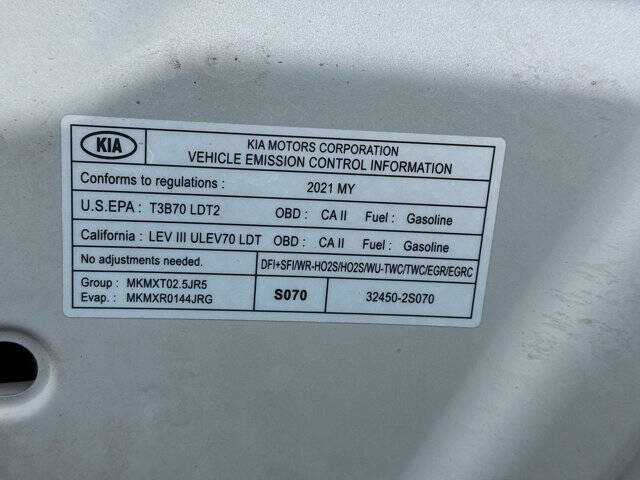 KIA
KIA MOTORS CORPORATION
VEHICLE EMISSION CONTROL INFORMATION
Conforms to regulations : 2021 MY
U.S.EPA : T3B70 LDT2 OBD : CA II Fuel : Gasoline
California : LEV III ULEV70 LDT OBD : CA II Fuel : Gasoline
No adjustments needed. DFI+SFI/WR-HO2S/HO2S/WU-TWC/TWC/EGR/EGRC
Group : MKMXT02.5JR5
Evap. : MKMXR0144JRG
S070 32450-2S070